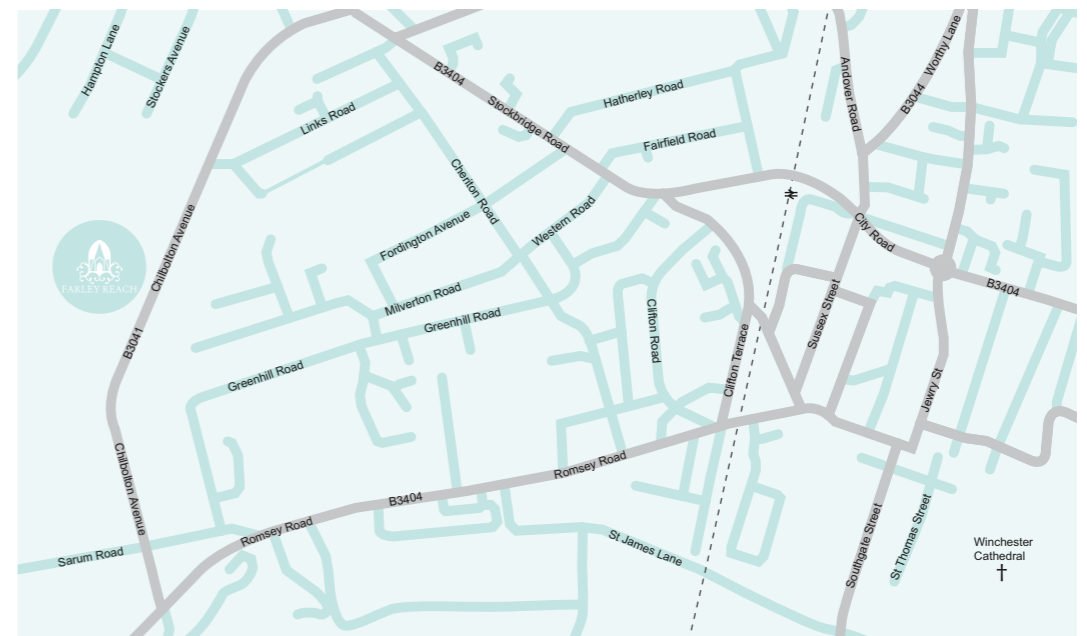 Hampton Lane
Stockers Avenue
B3404
Stockbridge Road
Andover Road
B3044
Worthy Lane
Hatherley Road
Links Road
Fairfield Road
Cheriton Road
Chilbolton Avenue
Fordington Avenue
Western Road
City Road
FARLEY REACH
Milverton Road
Greenhill Road
B3404
Sussex Street
Clifton Road
B3041
Clifton Terrace
Greenhill Road
Jewry St
Chilbolton Avenue
Romsey Road
B3404
Romsey Road
Sarum Road
St James Lane
Southgate Street
St Thomas Street
Winchester
Cathedral